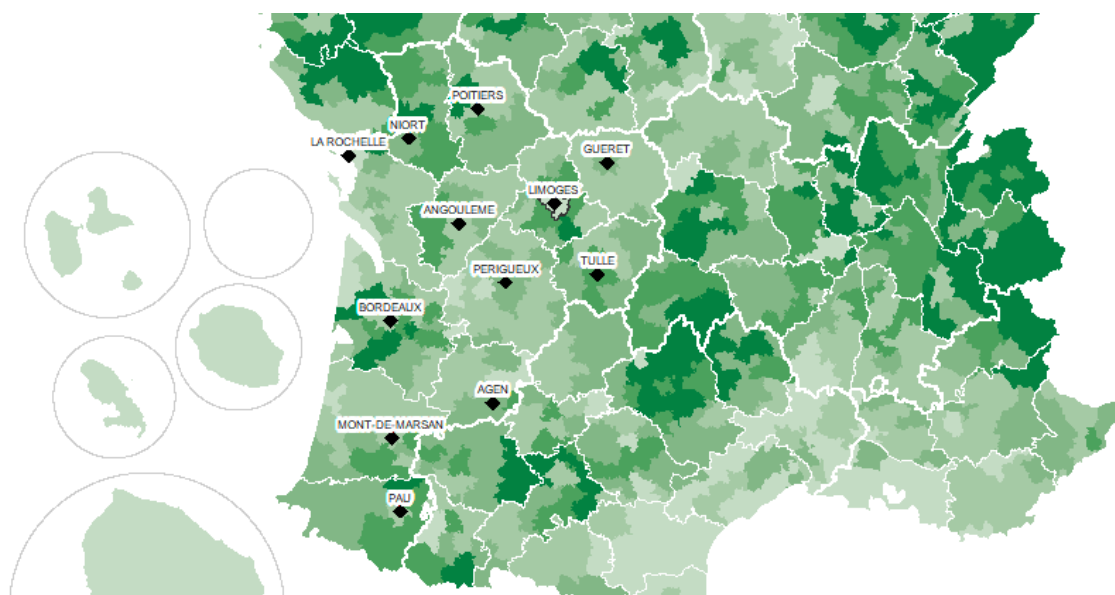 POITIERS
NIORT
LA ROCHELLE
GUERET
LIMOGES
ANGOULEME
TULLE
PERIGUEUX
BORDEAUX
AGEN
MONT-DE-MARSAN
PAU